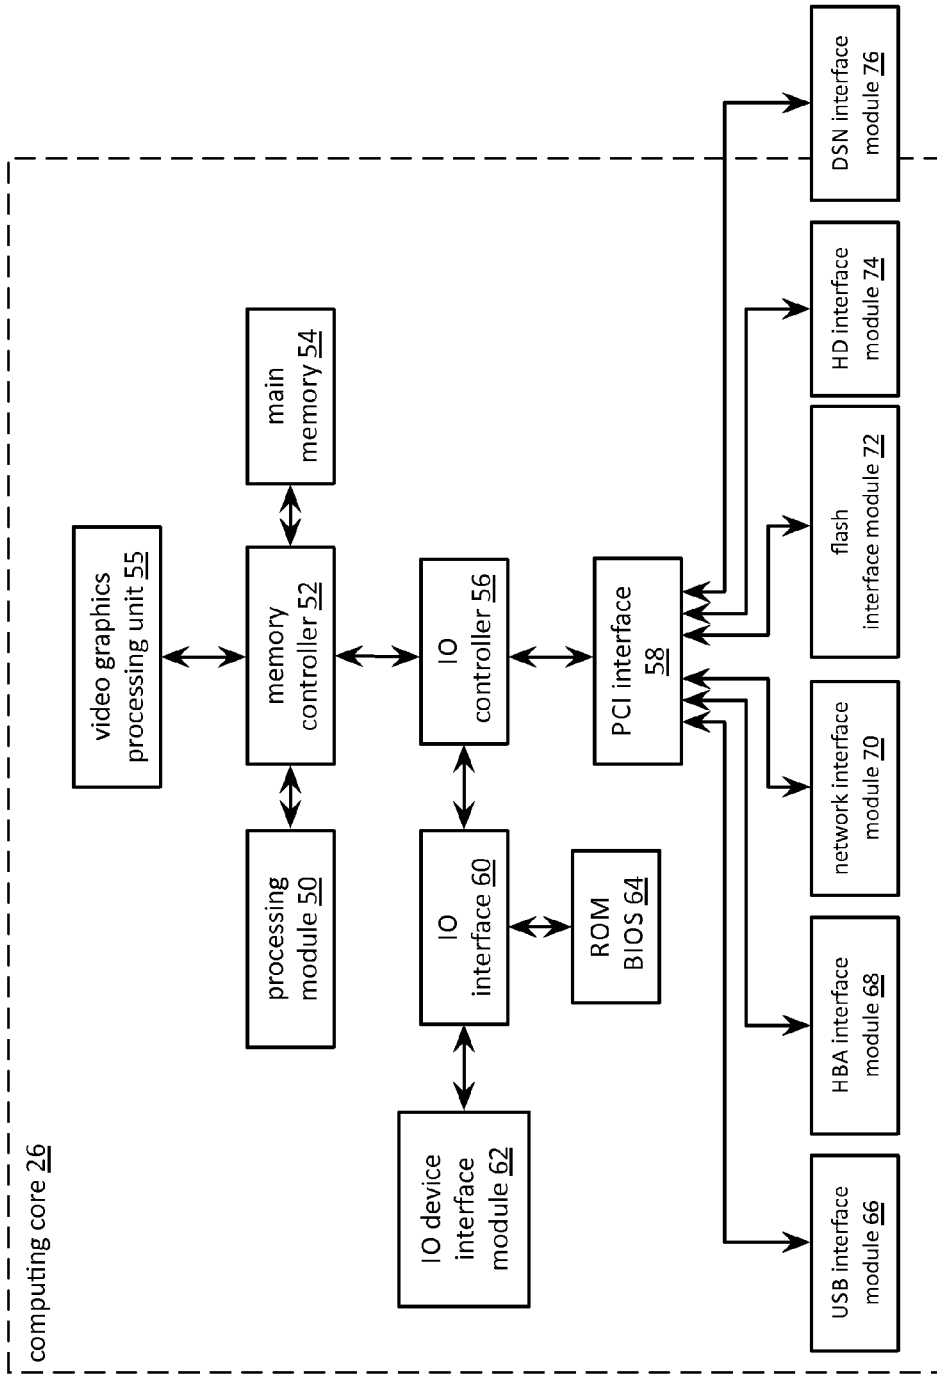 computing core 26
video graphics
processing unit 55
processing
module 50
memory
controller 52
main
memory 54
IO device
interface
module 62
IO
interface 60
IO
controller 56
ROM
BIOS 64
PCI interface
58
USB interface
module 66
HBA interface
module 68
network interface
module 70
flash
interface module 72
HD interface
module 74
DSN interface
module 76